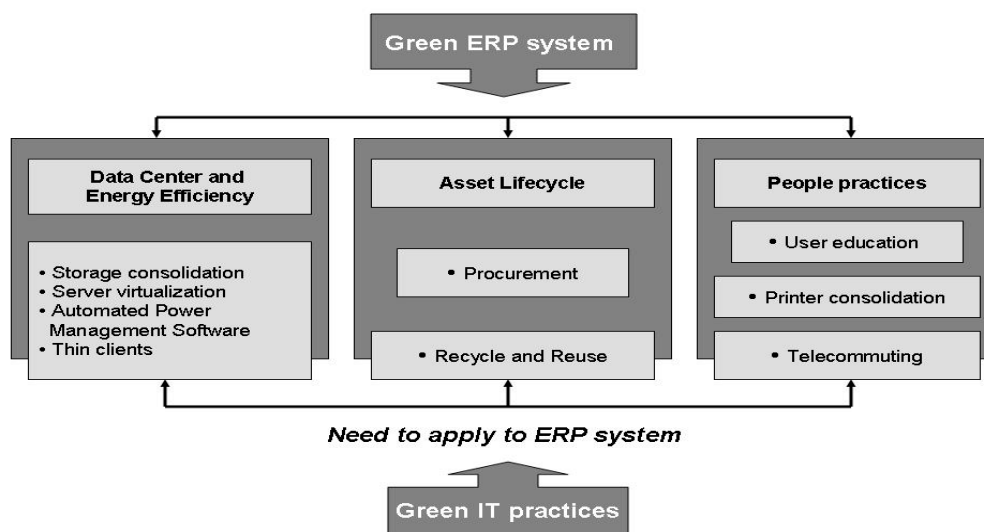 Green ERP system
Data Center and
Energy Efficiency
• Storage consolidation
• Server virtualization
• Automated Power
Management Software
• Thin clients
Asset Lifecycle
• Procurement
• Recycle and Reuse
People practices
• User education
• Printer consolidation
• Telecommuting
Need to apply to ERP system
Green IT practices